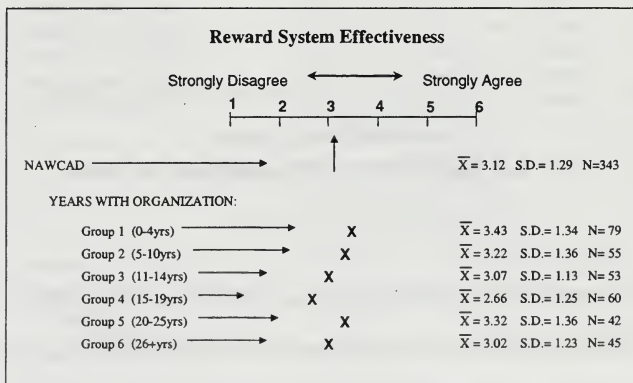 Reward System Effectiveness
Strongly Disagree Strongly Agree
1 2 3 4 5 6
NAWCAD X̄ = 3.12 S.D.= 1.29 N=343
YEARS WITH ORGANIZATION:
Group 1 (0-4yrs) X X̄ = 3.43 S.D.= 1.34 N= 79
Group 2 (5-10yrs) X X̄ = 3.22 S.D.= 1.36 N= 55
Group 3 (11-14yrs) X X̄ = 3.07 S.D.= 1.13 N= 53
Group 4 (15-19yrs) X X̄ = 2.66 S.D.= 1.25 N= 60
Group 5 (20-25yrs) X X̄ = 3.32 S.D.= 1.36 N= 42
Group 6 (26+yrs) X X̄ = 3.02 S.D.= 1.23 N= 45